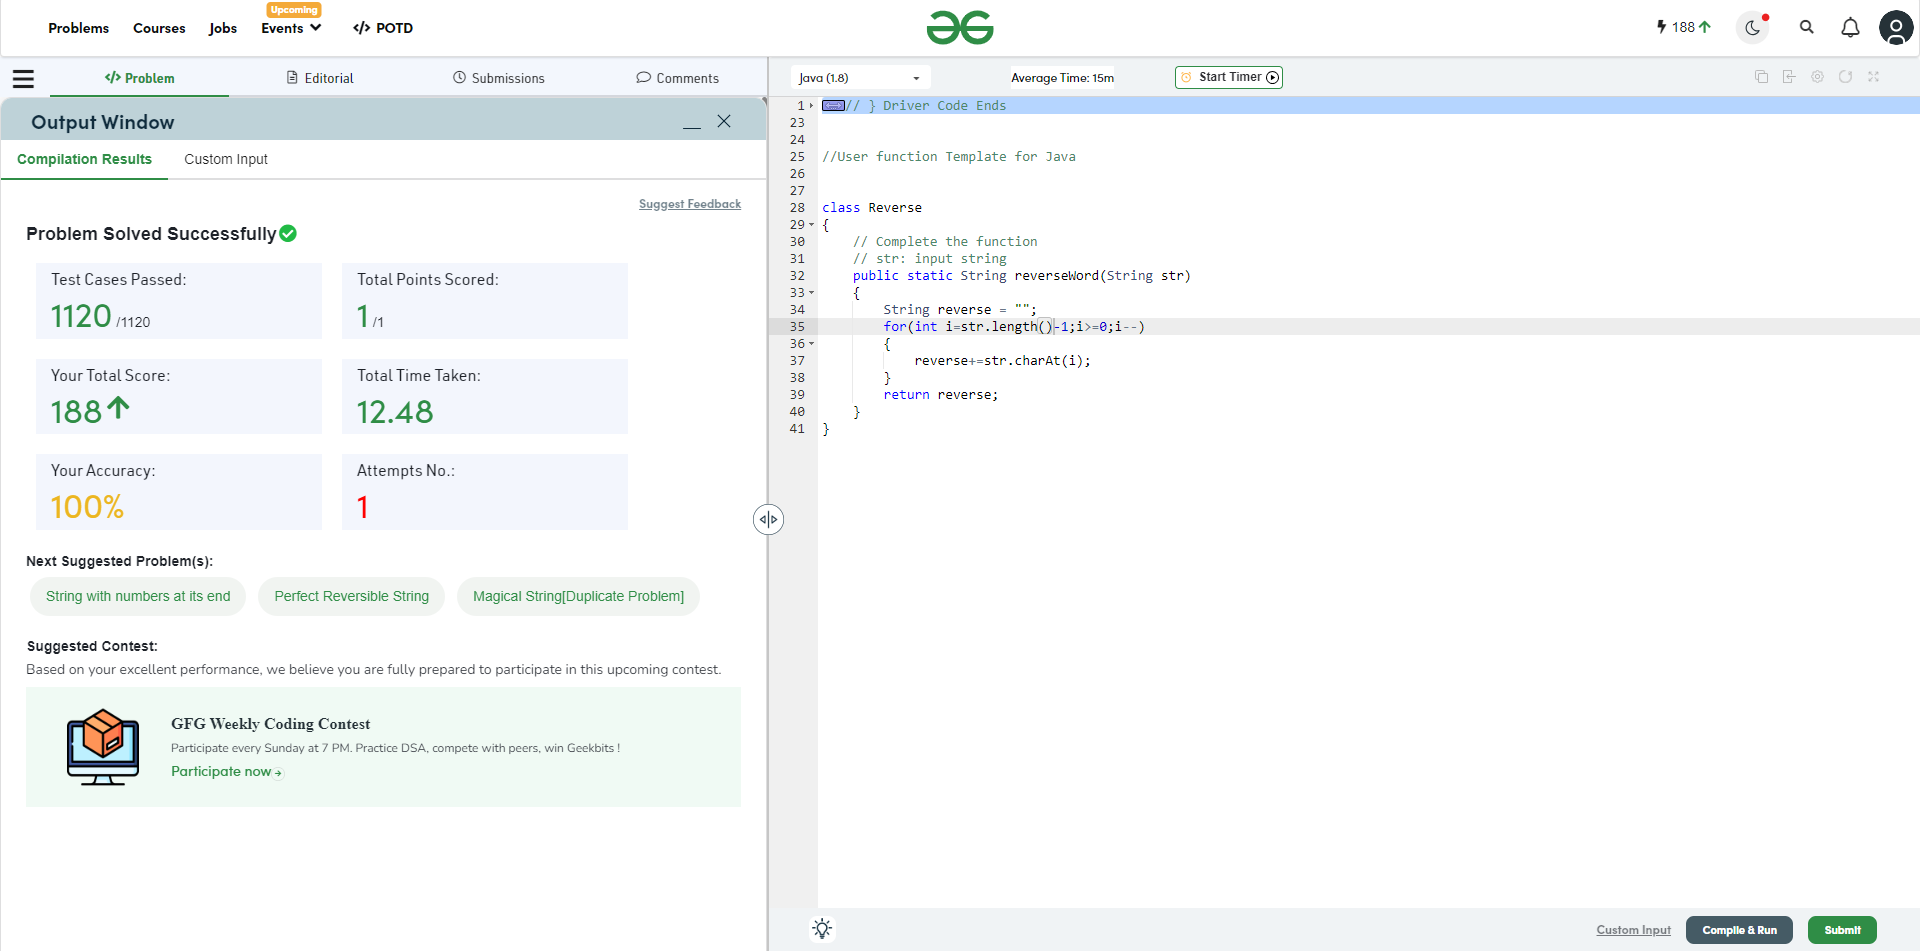 Problems Courses Jobs Upcoming Events </> POTD
188
</> Problem Editorial Submissions Comments
Output Window
Compilation Results Custom Input
Suggest Feedback
Problem Solved Successfully
Test Cases Passed:
1120 /1120
Total Points Scored:
1 /1
Your Total Score:
188
Total Time Taken:
12.48
Your Accuracy:
100%
Attempts No.:
1
Next Suggested Problem(s):
String with numbers at its end Perfect Reversible String Magical String[Duplicate Problem]
Suggested Contest:
Based on your excellent performance, we believe you are fully prepared to participate in this upcoming contest.
GFG Weekly Coding Contest
Participate every Sunday at 7 PM. Practice DSA, compete with peers, win Geekbits !
Participate now
Java (1.8) Average Time: 15m Start Timer
1 // } Driver Code Ends
23
24
25 //User function Template for Java
26
27
28 class Reverse
29 {
30 // Complete the function
31 // str: input string
32 public static String reverseWord(String str)
33 {
34 String reverse = "";
35 for(int i=str.length()-1;i>=0;i--)
36 {
37 reverse+=str.charAt(i);
38 }
39 return reverse;
40 }
41 }
Custom Input Compile & Run Submit